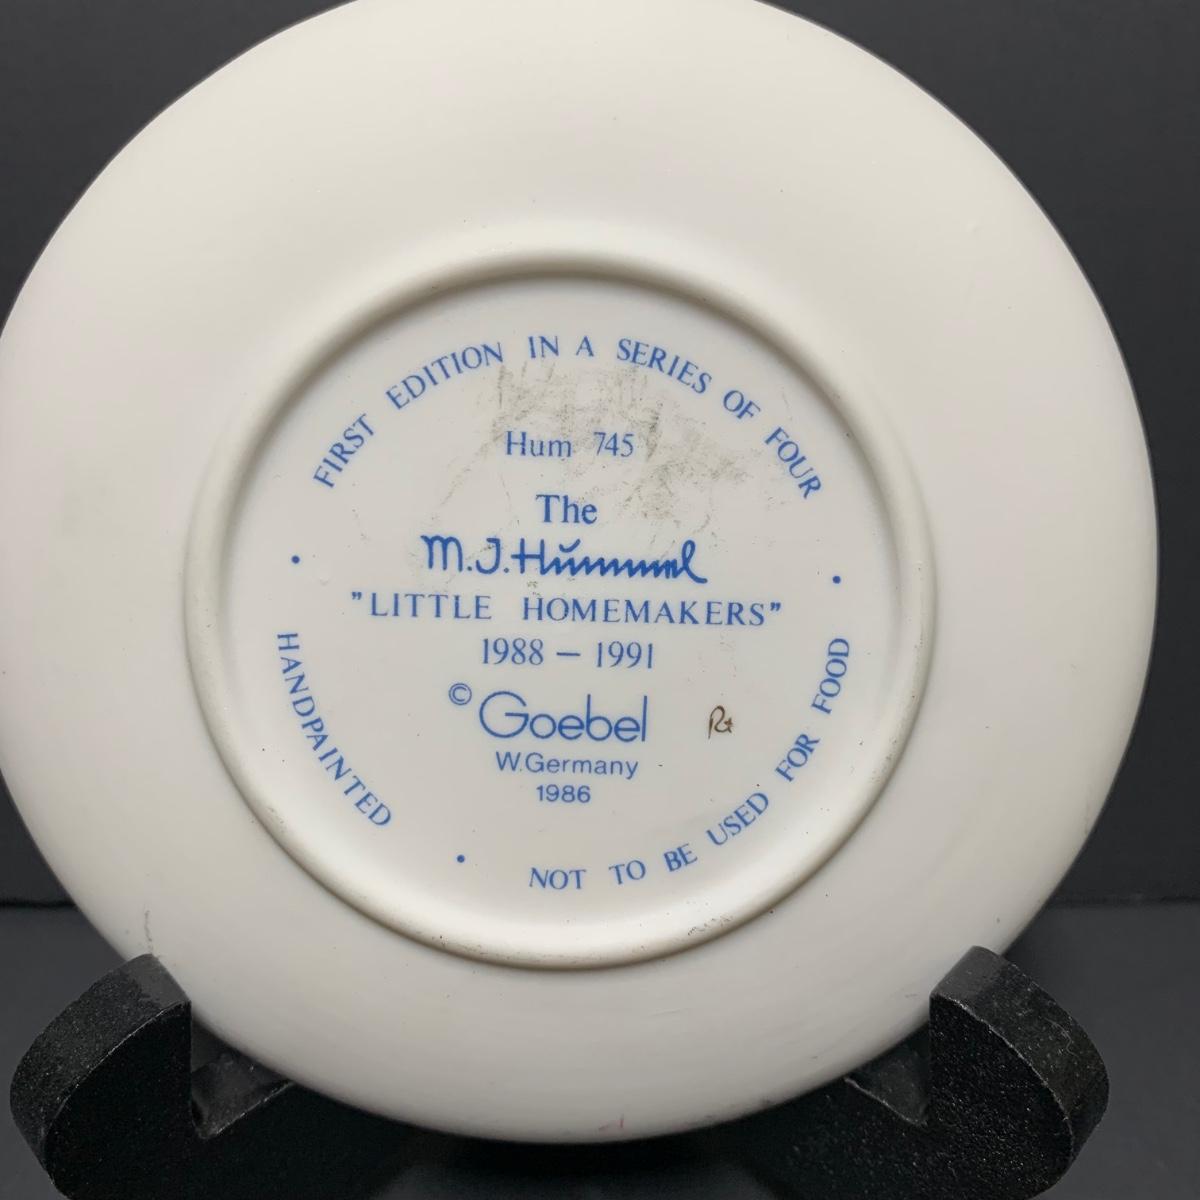 FIRST EDITION IN A SERIES OF FOUR
Hum 745
The
M.J.Hummel
"LITTLE HOMEMAKERS"
1988 – 1991
© Goebel
W.Germany
1986
HANDPAINTED
NOT TO BE USED FOR FOOD